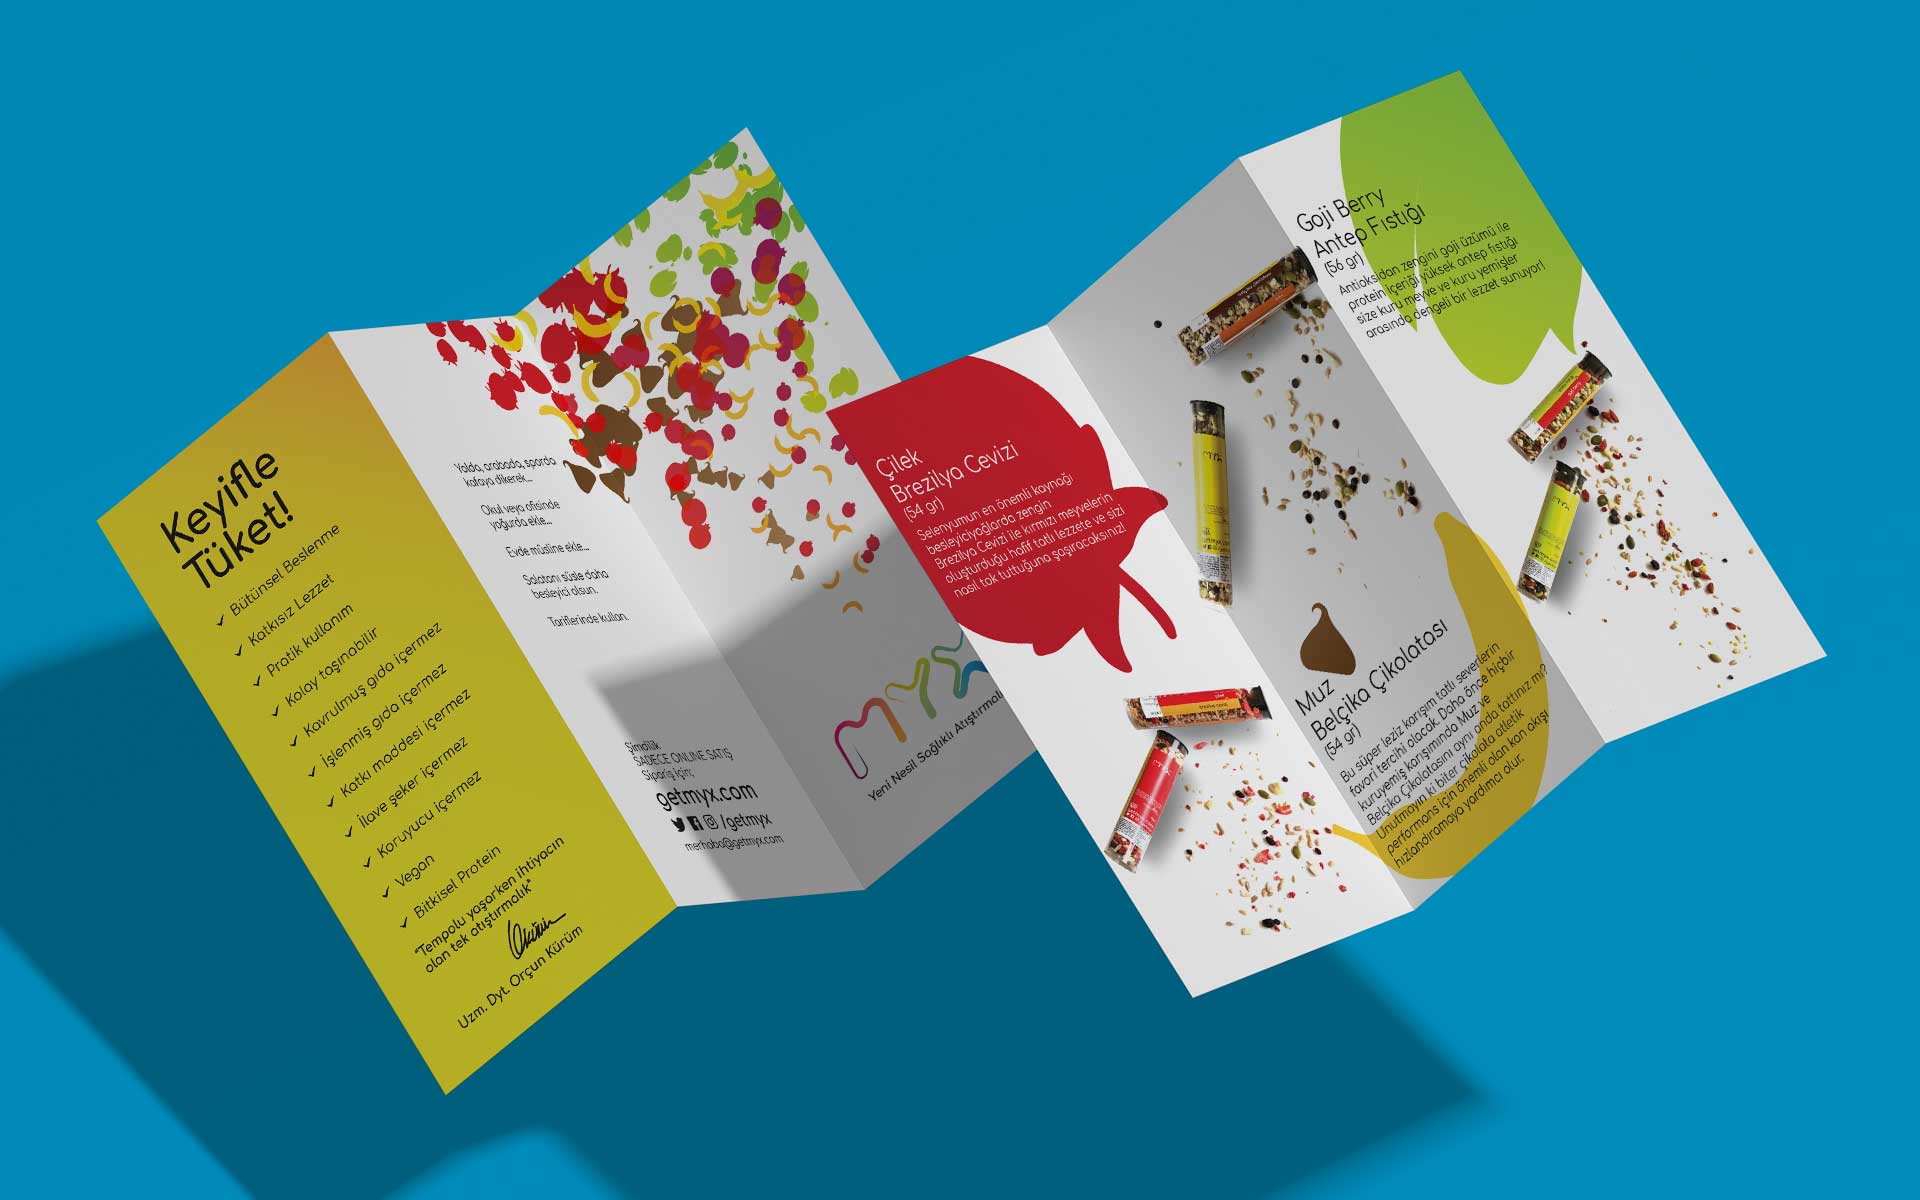 Keyifle
Tüket!
Bütünsel Beslenme
Katkısız Lezzet
Pratik kullanım
Kolay taşınabilir
Kavrulmuş gıda içermez
İşlenmiş gıda içermez
Katkı maddesi içermez
İlave şeker içermez
Koruyucu içermez
Vegan
Bitkisel Protein
"Tempolu yaşarken ihtiyacın
olan tek atıştırmalık"
Uzm. Dyt. Orçun Kürüm
Yolda, arabada, sporda
kafaya dikerek...
Okul veya ofisinde
yoğurda ekle...
Evde müsline ekle...
Salatanı süsle daha
besleyici olsun.
Tariflerinde kullan.
Şimdilik
SADECE ONLINE SATIŞ
Sipariş için;
getmyx.com
/getmyx
merhaba@getmyx.com
MYX
Yeni Nesil Sağlıklı Atıştırmalı
Çilek
Brezilya Cevizi
(54 gr)
Selenyumun en önemli kaynağı
besleyiciyağlarda zengin
Brezilya Cevizi ile kırmızı meyvelerin
oluşturduğu hafif tatlı lezzete ve sizi
nasıl tok tuttuğuna şaşıracaksınız!
Muz
Belçika Çikolatası
(54 gr)
Bu süper leziz karışım tatlı severlerin
favori tercihi olacak. Daha önce hiçbir
kuruyemiş karışımında Muz ve
Belçika Çikolatasını aynı anda tattınız mı?
Unutmayın ki biter çikolata atletik
performans için önemli olan kan akışı
hızlandıramaya yardımcı olur.
Goji Berry
Antep Fıstığı
(56 gr)
Antioksidan zengini goji üzümü ile
protein İçeriği yüksek antep fıstığı
size kuru meyve ve kuru yemişler
arasında dengeli bir lezzet sunuyor!